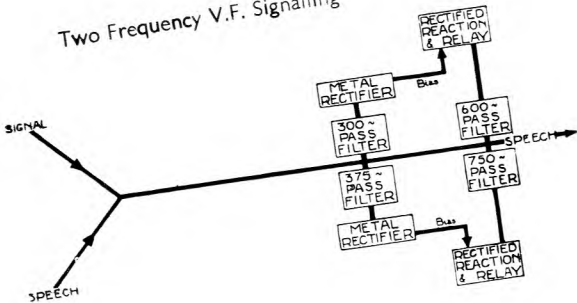 Two Frequency V.F. Signalling
RECTIFIED
REACTION
& RELAY
METAL
RECTIFIER
Bias
SIGNAL
300~
PASS
FILTER
600~
PASS
FILTER
SPEECH
375~
PASS
FILTER
750~
PASS
FILTER
METAL
RECTIFIER
Bias
RECTIFIED
REACTION
& RELAY
SPEECH